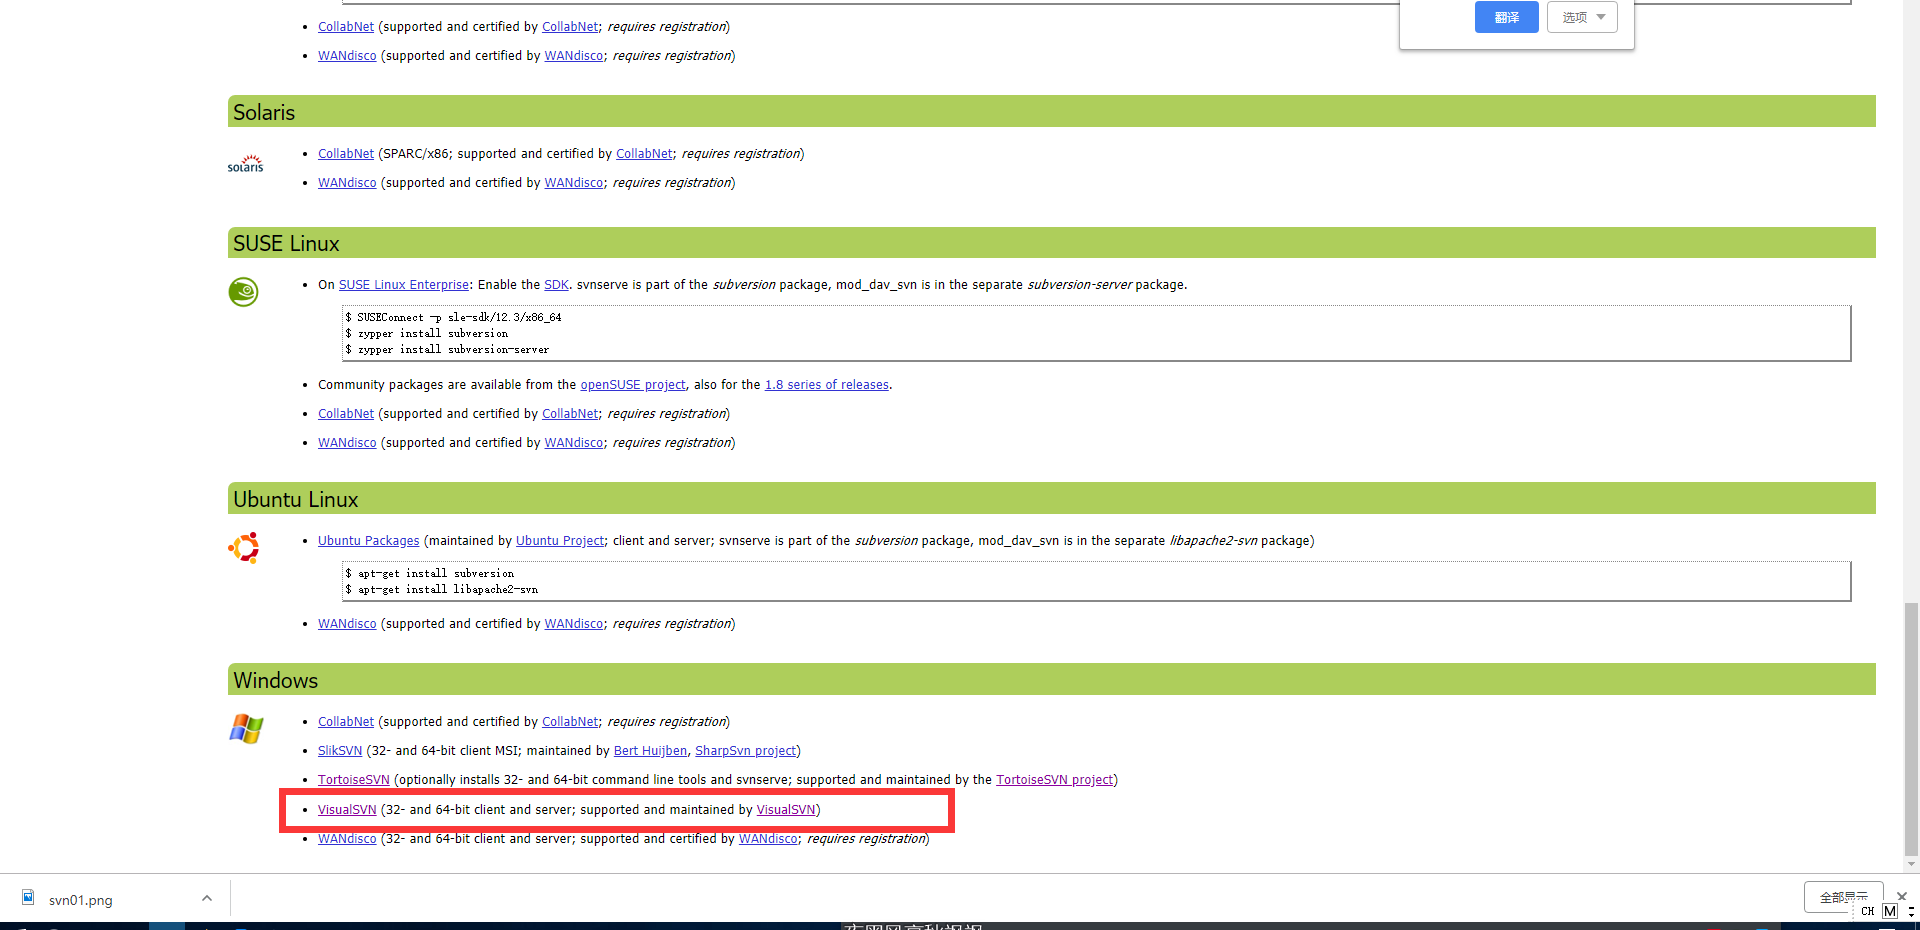 翻译 选项
CollabNet (supported and certified by CollabNet; requires registration)
WANdisco (supported and certified by WANdisco; requires registration)
Solaris
solaris
CollabNet (SPARC/x86; supported and certified by CollabNet; requires registration)
WANdisco (supported and certified by WANdisco; requires registration)
SUSE Linux
On SUSE Linux Enterprise: Enable the SDK. svnserve is part of the subversion package, mod_dav_svn is in the separate subversion-server package.
$ SUSEConnect -p sle-sdk/12.3/x86_64
$ zypper install subversion
$ zypper install subversion-server
Community packages are available from the openSUSE project, also for the 1.8 series of releases.
CollabNet (supported and certified by CollabNet; requires registration)
WANdisco (supported and certified by WANdisco; requires registration)
Ubuntu Linux
Ubuntu Packages (maintained by Ubuntu Project; client and server; svnserve is part of the subversion package, mod_dav_svn is in the separate libapache2-svn package)
$ apt-get install subversion
$ apt-get install libapache2-svn
WANdisco (supported and certified by WANdisco; requires registration)
Windows
CollabNet (supported and certified by CollabNet; requires registration)
SlikSVN (32- and 64-bit client MSI; maintained by Bert Huijben, SharpSvn project)
TortoiseSVN (optionally installs 32- and 64-bit command line tools and svnserve; supported and maintained by the TortoiseSVN project)
VisualSVN (32- and 64-bit client and server; supported and maintained by VisualSVN)
WANdisco (32- and 64-bit client and server; supported and certified by WANdisco; requires registration)
svn01.png
全部显示
CH M